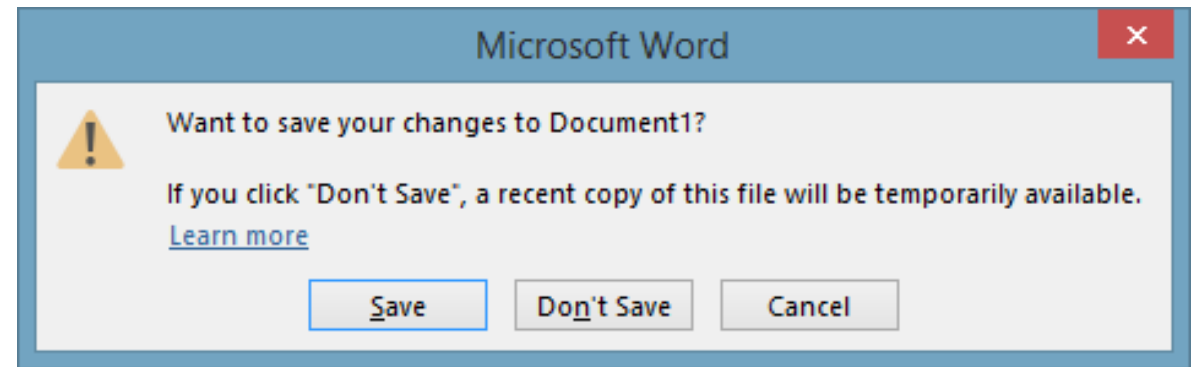 Microsoft Word
Want to save your changes to Document1?
If you click "Don't Save", a recent copy of this file will be temporarily available.
Learn more
Save Don't Save Cancel